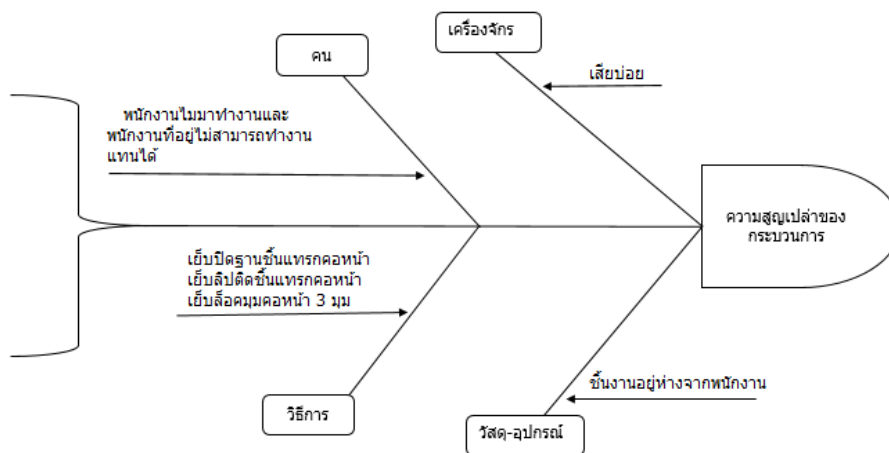 เครื่องจักร
คน
เสียบ่อย
พนักงานไมมาทำงานและ
พนักงานที่อยู่ไม่สามารถทำงาน
แทนได้
ความสูญเปล่าของ
กระบวนการ
เย็บปิดฐานชิ้นแทรกคอหน้า
เย็บลิปติดชิ้นแทรกคอหน้า
เย็บล็อคมุมคอหน้า 3 มุม
ชิ้นงานอยู่ห่างจากพนักงาน
วิธีการ
วัสดุ-อุปกรณ์